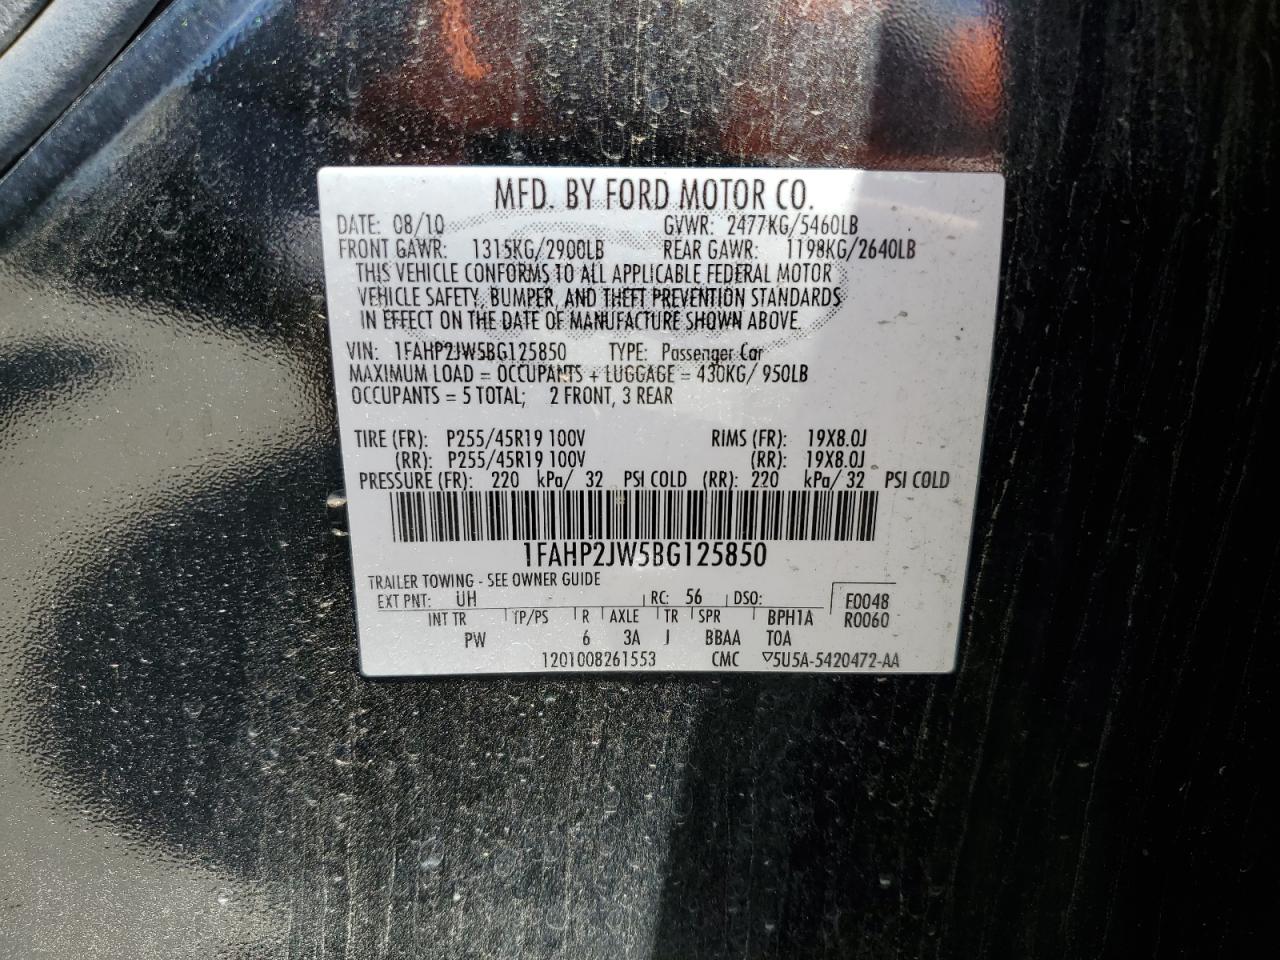 MFD. BY FORD MOTOR CO.
DATE: 08/10 GVWR: 2477KG/5460LB
FRONT GAWR: 1315KG/2900LB REAR GAWR: 1198KG/2640LB
THIS VEHICLE CONFORMS TO ALL APPLICABLE FEDERAL MOTOR
VEHICLE SAFETY, BUMPER, AND THEFT PREVENTION STANDARDS
IN EFFECT ON THE DATE OF MANUFACTURE SHOWN ABOVE.
VIN: 1FAHP2JW5BG125850 TYPE: Passenger Car
MAXIMUM LOAD = OCCUPANTS + LUGGAGE = 430KG/ 950LB
OCCUPANTS = 5 TOTAL; 2 FRONT, 3 REAR
TIRE (FR): P255/45R19 100V RIMS (FR): 19X8.0J
(RR): P255/45R19 100V (RR): 19X8.0J
PRESSURE (FR): 220 kPa/ 32 PSI COLD (RR): 220 kPa/ 32 PSI COLD
1FAHP2JW5BG125850
TRAILER TOWING - SEE OWNER GUIDE
EXT PNT: UH RC: 56 DSO: F0048
INT TR TP/PS R AXLE TR SPR BPH1A R0060
PW 6 3A J BBAA TOA
1201008261553 CMC ▽5U5A-5420472-AA